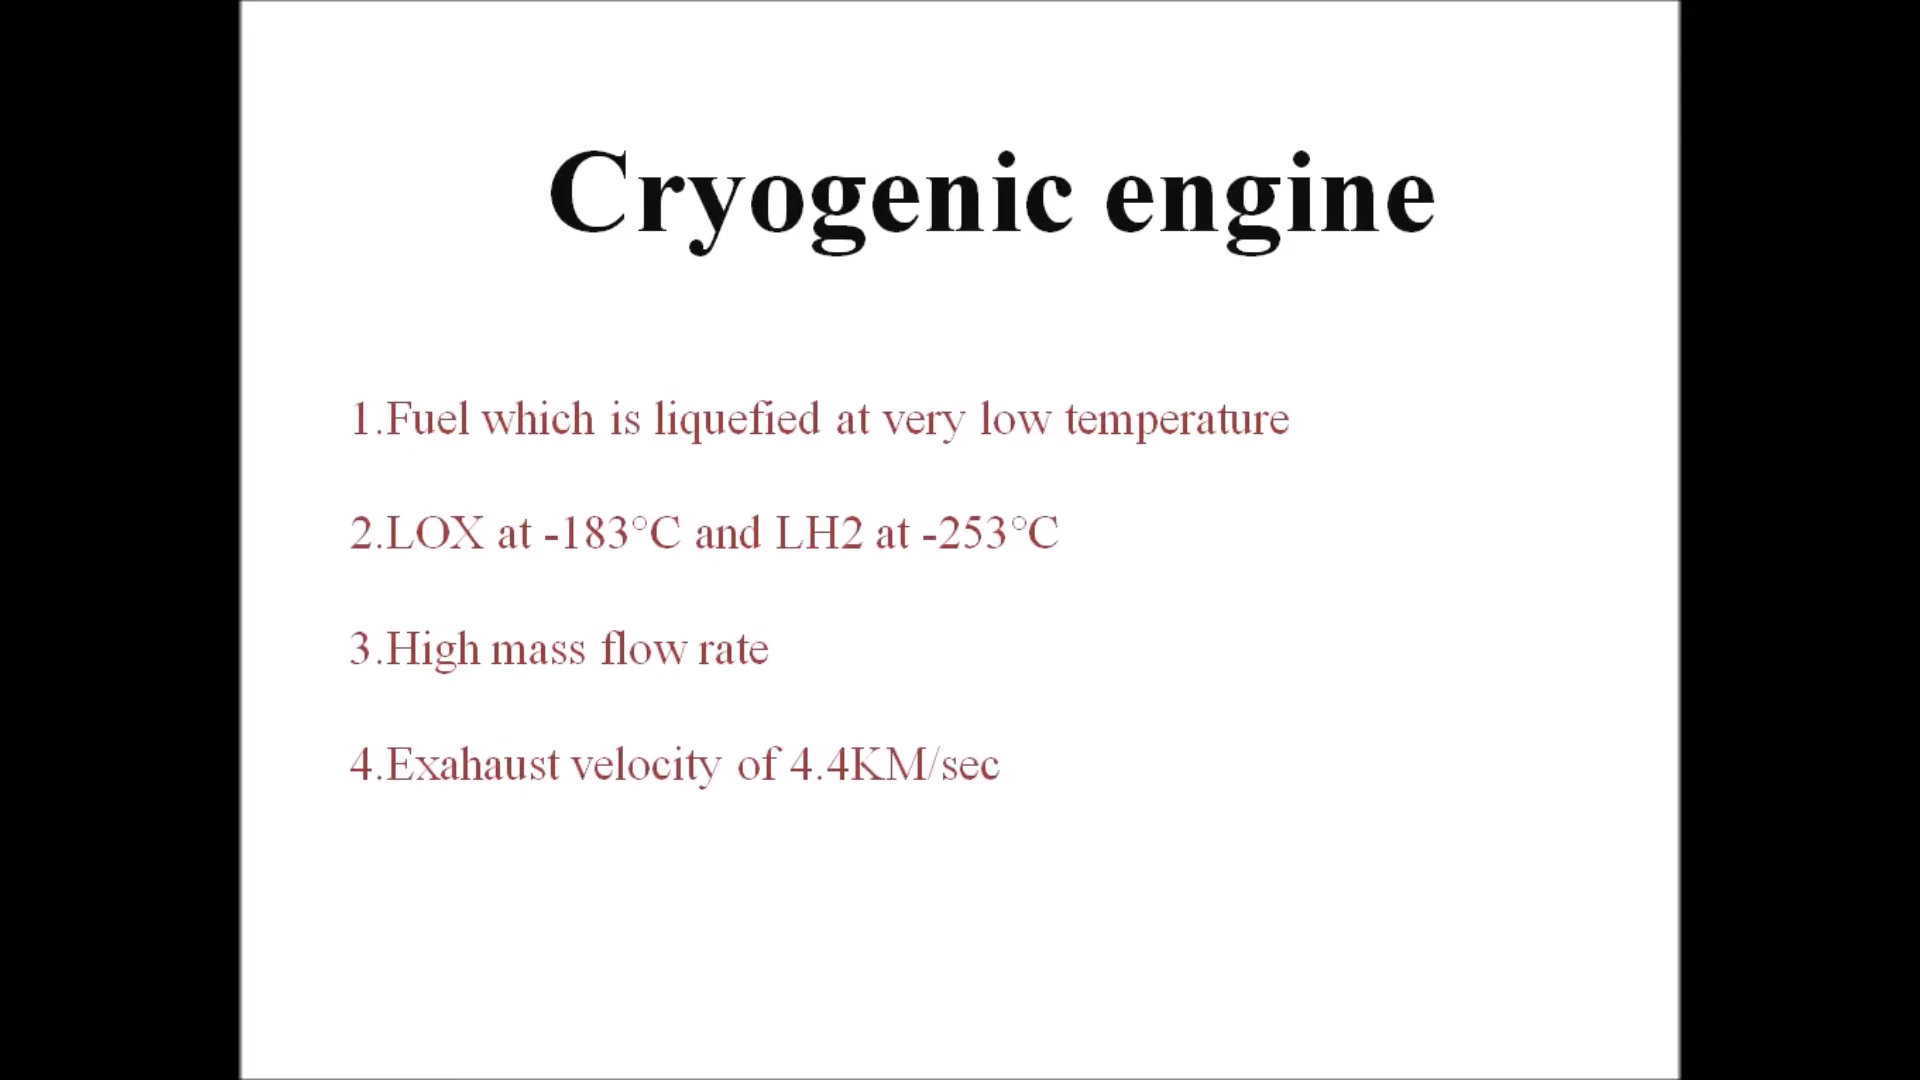 Cryogenic engine
1.Fuel which is liquefied at very low temperature
2.LOX at -183°C and LH2 at -253°C
3.High mass flow rate
4.Exahaust velocity of 4.4KM/sec